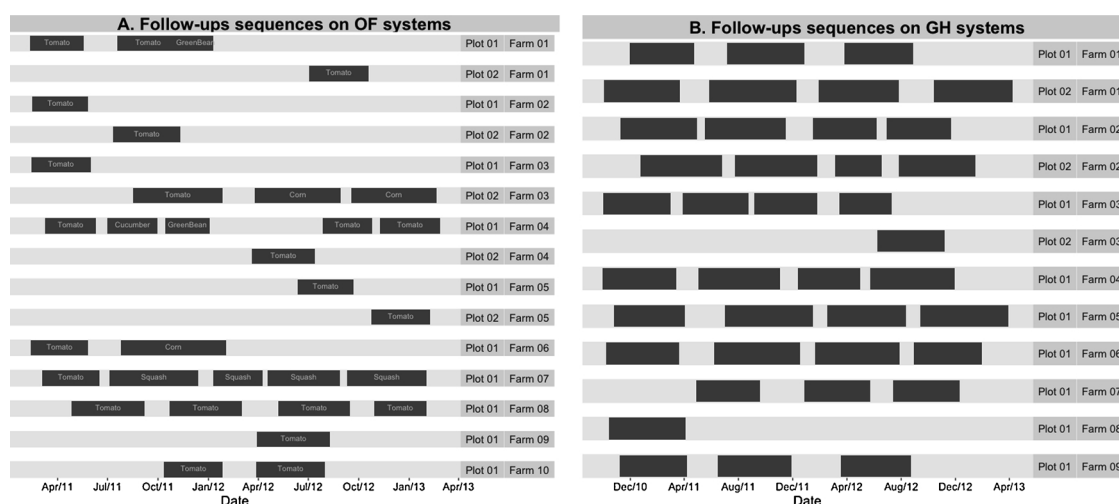 A. Follow-ups sequences on OF systems
Tomato Tomato GreenBean Plot 01 Farm 01
Tomato Plot 02 Farm 01
Tomato Plot 01 Farm 02
Tomato Plot 02 Farm 02
Tomato Plot 01 Farm 03
Tomato Corn Corn Plot 02 Farm 03
Tomato Cucumber GreenBean Tomato Tomato Plot 01 Farm 04
Tomato Plot 02 Farm 04
Tomato Plot 01 Farm 05
Tomato Plot 02 Farm 05
Tomato Corn Plot 01 Farm 06
Tomato Squash Squash Squash Squash Plot 01 Farm 07
Tomato Tomato Tomato Tomato Plot 01 Farm 08
Tomato Plot 01 Farm 09
Tomato Tomato Plot 01 Farm 10
Apr/11 Jul/11 Oct/11 Jan/12 Apr/12 Jul/12 Oct/12 Jan/13 Apr/13
Date
B. Follow-ups sequences on GH systems
Plot 01 Farm 01
Plot 02 Farm 01
Plot 01 Farm 02
Plot 02 Farm 02
Plot 01 Farm 03
Plot 02 Farm 03
Plot 01 Farm 04
Plot 01 Farm 05
Plot 01 Farm 06
Plot 01 Farm 07
Plot 01 Farm 08
Plot 01 Farm 09
Dec/10 Apr/11 Aug/11 Dec/11 Apr/12 Aug/12 Dec/12 Apr/13
Date